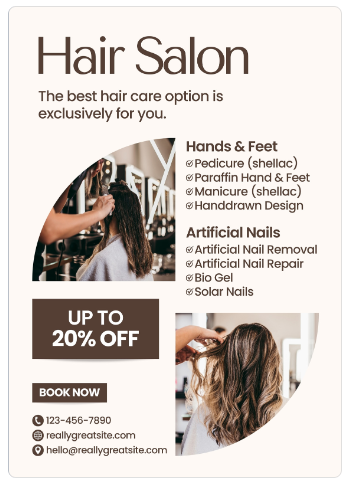 Hair Salon
The best hair care option is
exclusively for you.
Hands & Feet
Pedicure (shellac)
Paraffin Hand & Feet
Manicure (shellac)
Handdrawn Design
Artificial Nails
Artificial Nail Removal
Artificial Nail Repair
Bio Gel
Solar Nails
UP TO
20% OFF
BOOK NOW
123-456-7890
reallygreatsite.com
hello@reallygreatsite.com